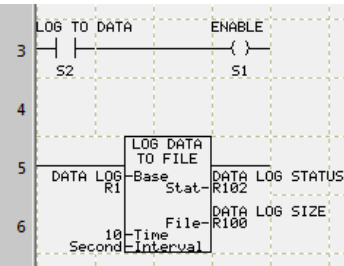 LOG TO DATA ENABLE
3
S2 S1
4
LOG DATA
TO FILE
5
DATA LOG Base DATA LOG STATUS
R1 Stat R102
DATA LOG SIZE
6 File R100
10 Time
Second Interval